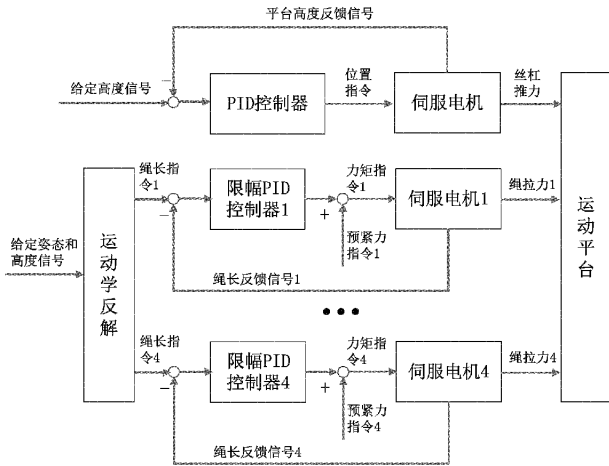 平台高度反馈信号
给定高度信号
−
PID控制器
位置
指令
伺服电机
丝杠
推力
绳长指
令1
−
限幅PID
控制器1
+
力矩指
令1
预紧力
指令1
伺服电机1
绳拉力1
绳长反馈信号1
给定姿态和
高度信号
运动学反解
运动平台
•••
绳长指
令4
−
限幅PID
控制器4
+
力矩指
令4
预紧力
指令4
伺服电机4
绳拉力4
绳长反馈信号4